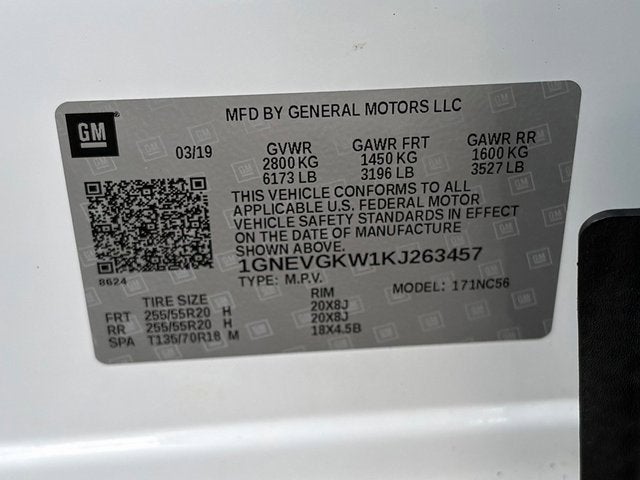 GM
MFD BY GENERAL MOTORS LLC
03/19 GVWR GAWR FRT GAWR RR
2800 KG 1450 KG 1600 KG
6173 LB 3196 LB 3527 LB
THIS VEHICLE CONFORMS TO ALL
APPLICABLE U.S. FEDERAL MOTOR
VEHICLE SAFETY STANDARDS IN EFFECT
ON THE DATE OF MANUFACTURE
SHOWN ABOVE.
1GNEVGKW1KJ263457
8624 TYPE: M.P.V. MODEL: 171NC56
TIRE SIZE RIM
FRT 255/55R20 H 20X8J
RR 255/55R20 H 20X8J
SPA T135/70R18 M 18X4.5B